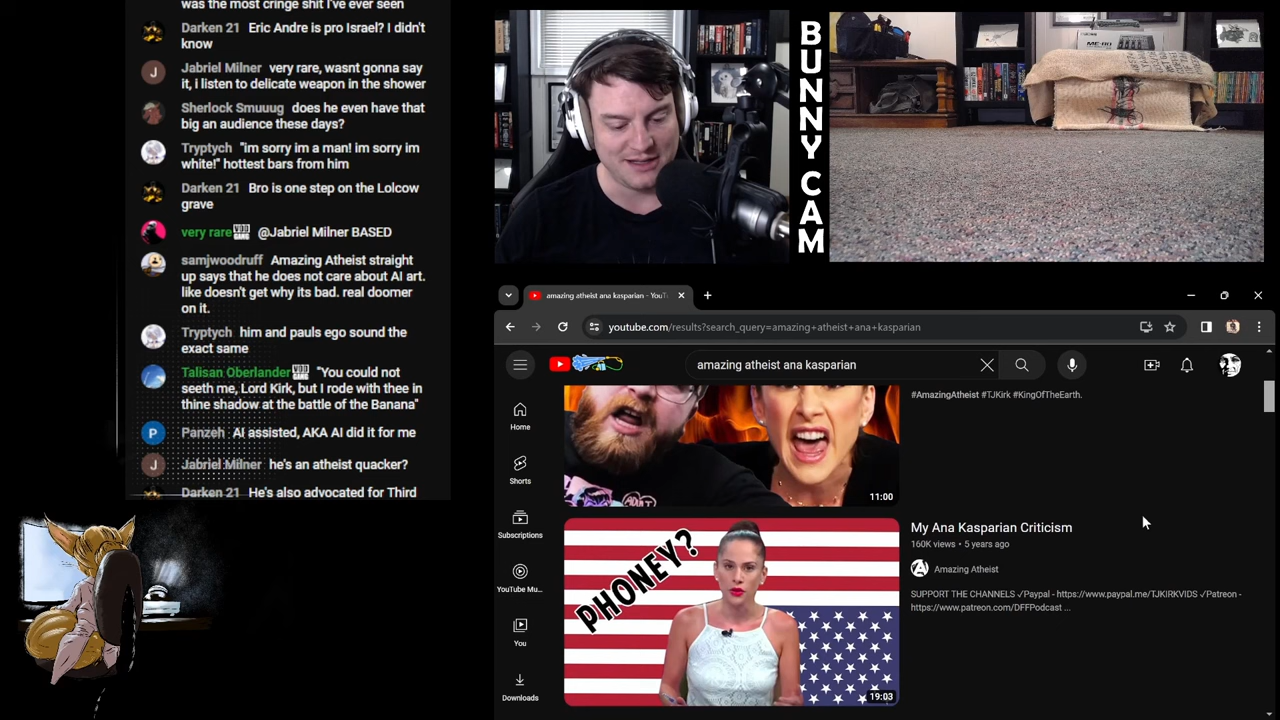 was the most cringe shit I've ever seen
Darken 21 Eric Andre is pro Israel? I didn't
know
J
Jabriel Milner very rare, wasnt gonna say
it, i listen to delicate weapon in the shower
Sherlock Smuuug does he even have that
big an audience these days?
Tryptych "im sorry im a man! im sorry im
white!" hottest bars from him
Darken 21 Bro is one step on the Lolcow
grave
very rare @Jabriel Milner BASED
samjwoodruff Amazing Atheist straight
up says that he does not care about AI art.
like doesn't get why its bad. real doomer
on it.
Tryptych him and pauls ego sound the
exact same
Talisan Oberlander "You could not
seeth me, Lord Kirk, but I rode with thee in
thine shadow at the battle of the Banana"
P
Panzeh AI assisted, AKA AI did it for me
J
Jabriel Milner he's an atheist quacker?
Darken 21 He's also advocated for Third
BUNNY CAM
amazing atheist ana kasparian - YouT
youtube.com/results?search_query=amazing+atheist+ana+kasparian
amazing atheist ana kasparian
Home
Shorts
Subscriptions
YouTube Mu...
You
Downloads
#AmazingAtheist #TJKirk #KingOfTheEarth.
11:00
PHONEY?
19:03
My Ana Kasparian Criticism
160K views • 5 years ago
Amazing Atheist
SUPPORT THE CHANNELS ✓Paypal - https://www.paypal.me/TJKIRKVIDS ✓Patreon -
https://www.patreon.com/DFFPodcast ...